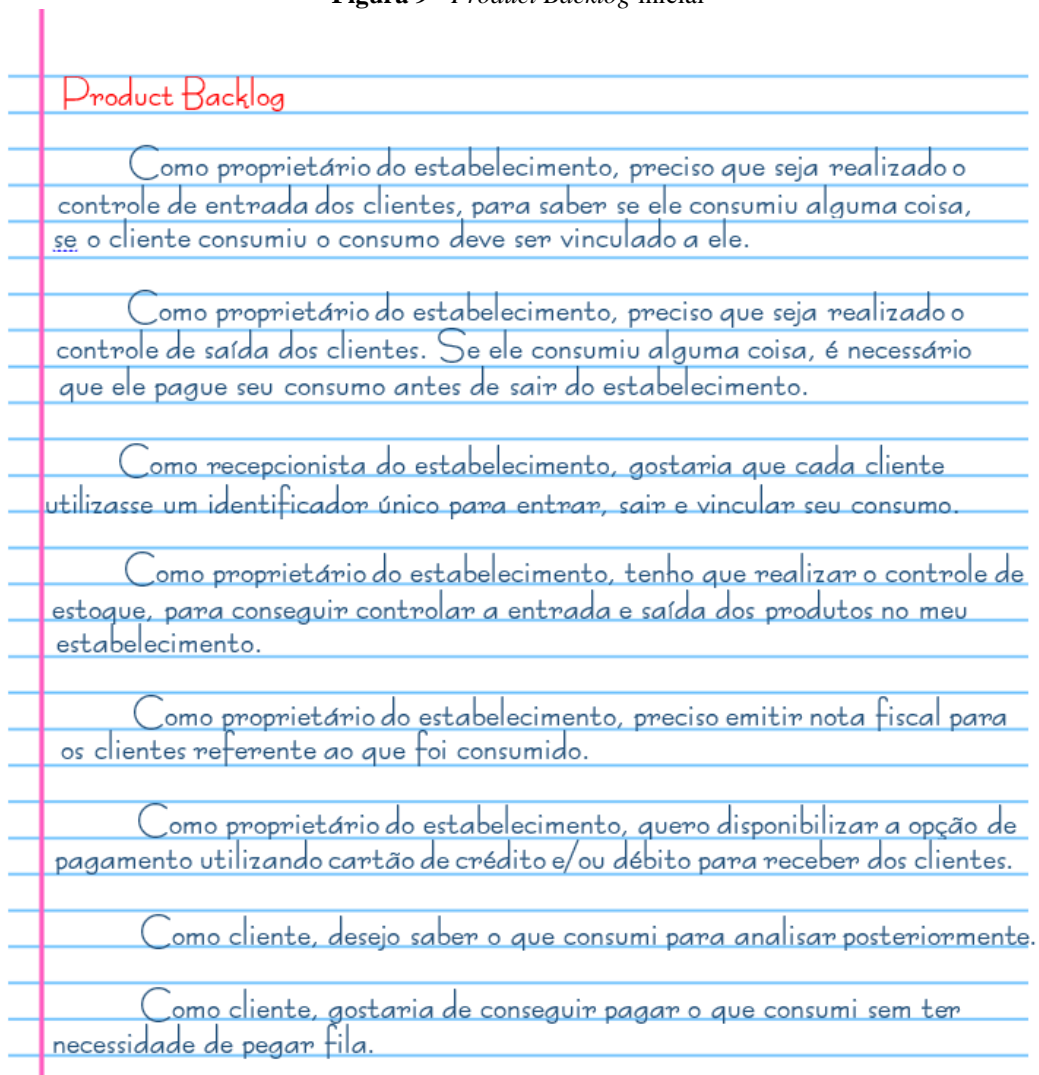 Figura 9 - Product Backlog inicial
Product Backlog
Como proprietário do estabelecimento, preciso que seja realizado o
controle de entrada dos clientes, para saber se ele consumiu alguma coisa,
se o cliente consumiu o consumo deve ser vinculado a ele.
Como proprietário do estabelecimento, preciso que seja realizado o
controle de saída dos clientes. Se ele consumiu alguma coisa, é necessário
que ele pague seu consumo antes de sair do estabelecimento.
Como recepcionista do estabelecimento, gostaria que cada cliente
utilizasse um identificador único para entrar, sair e vincular seu consumo.
Como proprietário do estabelecimento, tenho que realizar o controle de
estoque, para conseguir controlar a entrada e saída dos produtos no meu
estabelecimento.
Como proprietário do estabelecimento, preciso emitir nota fiscal para
os clientes referente ao que foi consumido.
Como proprietário do estabelecimento, quero disponibilizar a opção de
pagamento utilizando cartão de crédito e/ou débito para receber dos clientes.
Como cliente, desejo saber o que consumi para analisar posteriormente.
Como cliente, gostaria de conseguir pagar o que consumi sem ter
necessidade de pegar fila.